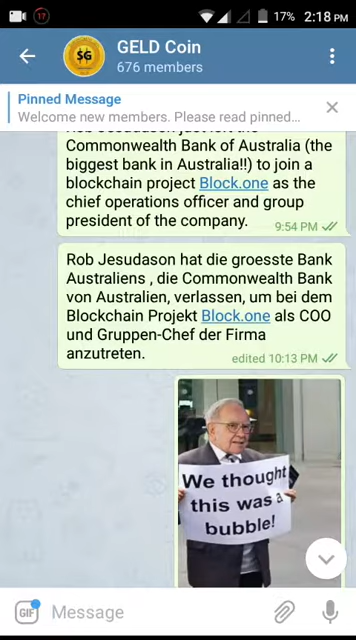 17
17% 2:18 PM
GELD Coin
$G
676 members
Pinned Message
Welcome new members. Please read pinned...
Rob Jesudason just left the
Commonwealth Bank of Australia (the
biggest bank in Australia!!) to join a
blockchain project Block.one as the
chief operations officer and group
president of the company.
9:54 PM
Rob Jesudason hat die groesste Bank
Australiens , die Commonwealth Bank
von Australien, verlassen, um bei dem
Blockchain Projekt Block.one als COO
und Gruppen-Chef der Firma
anzutreten.
edited 10:13 PM
We thought
this was a
bubble!
GIF
Message